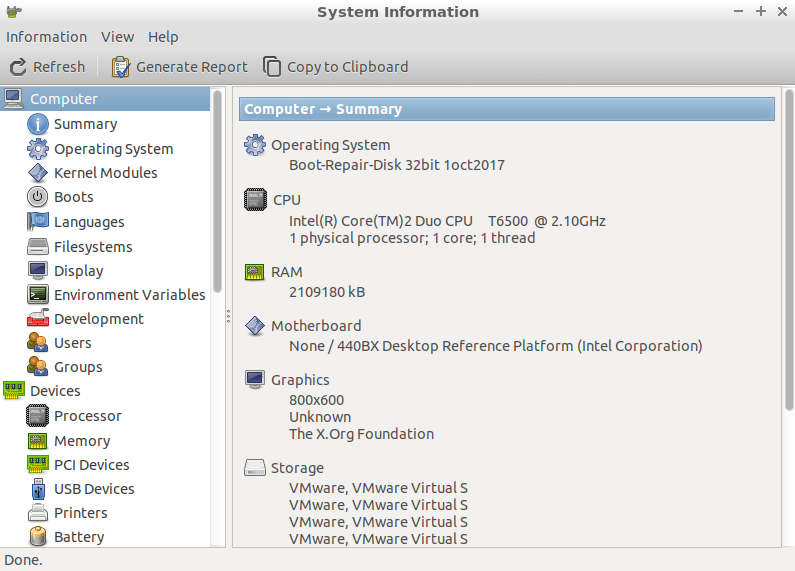 System Information
Information View Help
Refresh Generate Report Copy to Clipboard
Computer
Summary
Operating System
Kernel Modules
Boots
Languages
Filesystems
Display
Environment Variables
Development
Users
Groups
Devices
Processor
Memory
PCI Devices
USB Devices
Printers
Battery
Computer → Summary
Operating System
Boot-Repair-Disk 32bit 1oct2017
CPU
Intel(R) Core(TM)2 Duo CPU T6500 @ 2.10GHz
1 physical processor; 1 core; 1 thread
RAM
2109180 kB
Motherboard
None / 440BX Desktop Reference Platform (Intel Corporation)
Graphics
800x600
Unknown
The X.Org Foundation
Storage
VMware, VMware Virtual S
VMware, VMware Virtual S
VMware, VMware Virtual S
VMware, VMware Virtual S
Done.